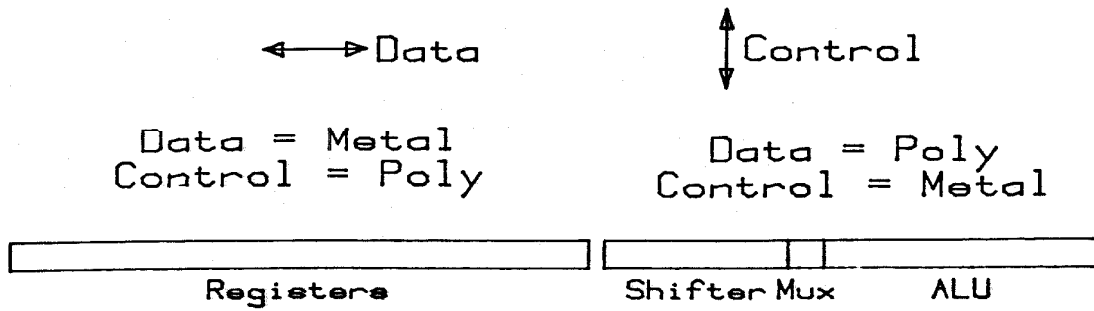 Data
Control
Data = Metal
Control = Poly
Data = Poly
Control = Metal
Registers
Shifter Mux ALU